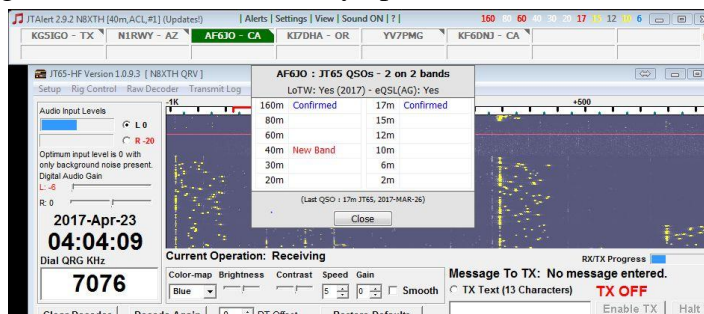 JTAlert 2.9.2 N8XTH [40m,ACL,#1] (Updates!) | Alerts | Settings | View | Sound ON | ? | 160 80 60 40 30 20 17 15 12 10 6
KG5IGO - TX N1RWY - AZ AF6JO - CA KI7DHA - OR YV7PMG KF6DNJ - CA
JT65-HF Version 1.0.9.3 [ N8XTH QRV ]
Setup Rig Control Raw Decoder Transmit Log
AF6JO : JT65 QSOs - 2 on 2 bands
LoTW: Yes (2017) - eQSL(AG): Yes
160m Confirmed 17m Confirmed
80m 15m
60m 12m
40m New Band 10m
30m 6m
20m 2m
(Last QSO : 17m JT65, 2017-MAR-26)
Close
-1K
+500
Audio Input Levels
L 0
R -20
Optimum input level is 0 with
only background noise present.
Digital Audio Gain
L: -6
R: 0
2017-Apr-23
04:04:09
Dial QRG KHz
7076
Current Operation: Receiving
RX/TX Progress
Color-map Brightness Contrast Speed Gain
Blue 5 0 Smooth
Message To TX: No message entered.
TX Text (13 Characters) TX OFF
Enable TX Halt
Clear Decodes Decode Again 0 DT Offset Restore Defaults